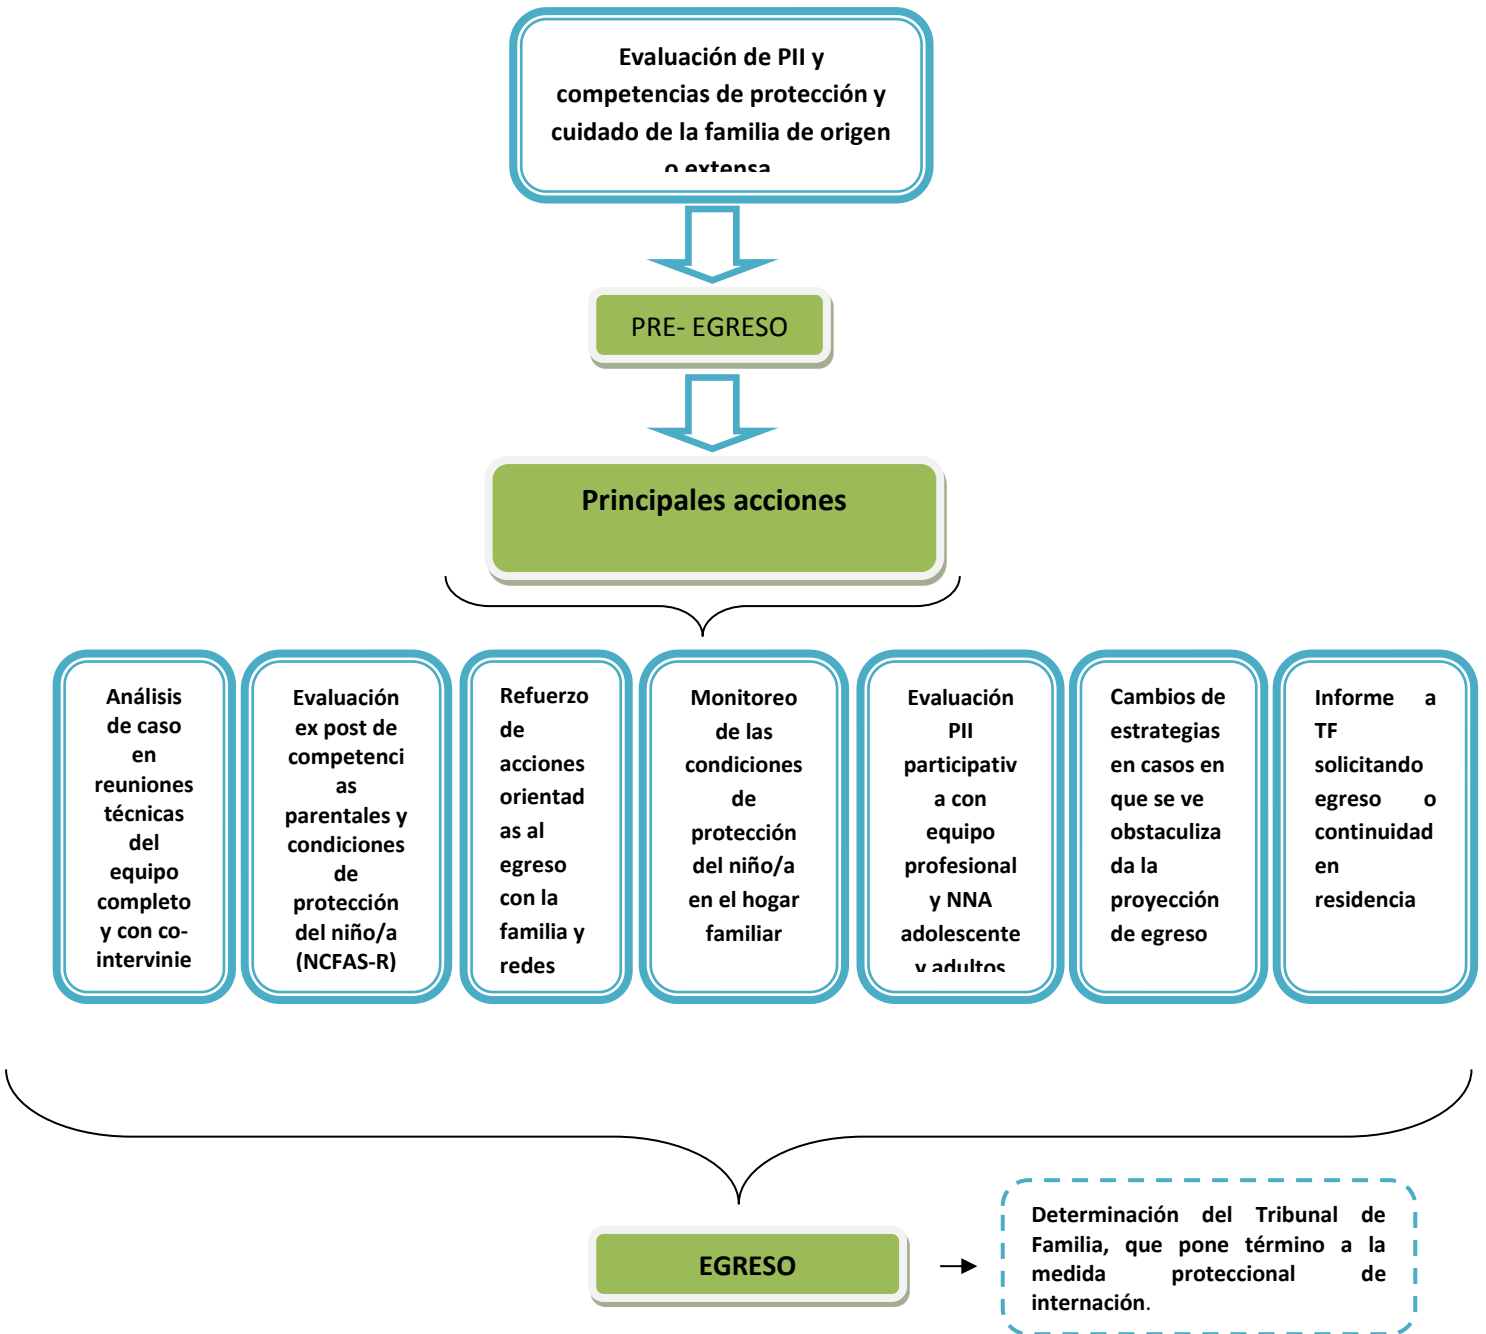 Evaluación de PII y
competencias de protección y
cuidado de la familia de origen
o extensa
PRE- EGRESO
Principales acciones
Análisis
de caso
en
reuniones
técnicas
del
equipo
completo
y con co-
intervinie
Evaluación
ex post de
competenci
as
parentales y
condiciones
de
protección
del niño/a
(NCFAS-R)
Refuerzo
de
acciones
orientad
as al
egreso
con la
familia y
redes
Monitoreo
de las
condiciones
de
protección
del niño/a
en el hogar
familiar
Evaluación
PII
participativ
a con
equipo
profesional
y NNA
adolescente
y adultos
Cambios de
estrategias
en casos en
que se ve
obstaculiza
da la
proyección
de egreso
Informe a
TF
solicitando
egreso o
continuidad
en
residencia
EGRESO
Determinación del Tribunal de
Familia, que pone término a la
medida proteccional de
internación.